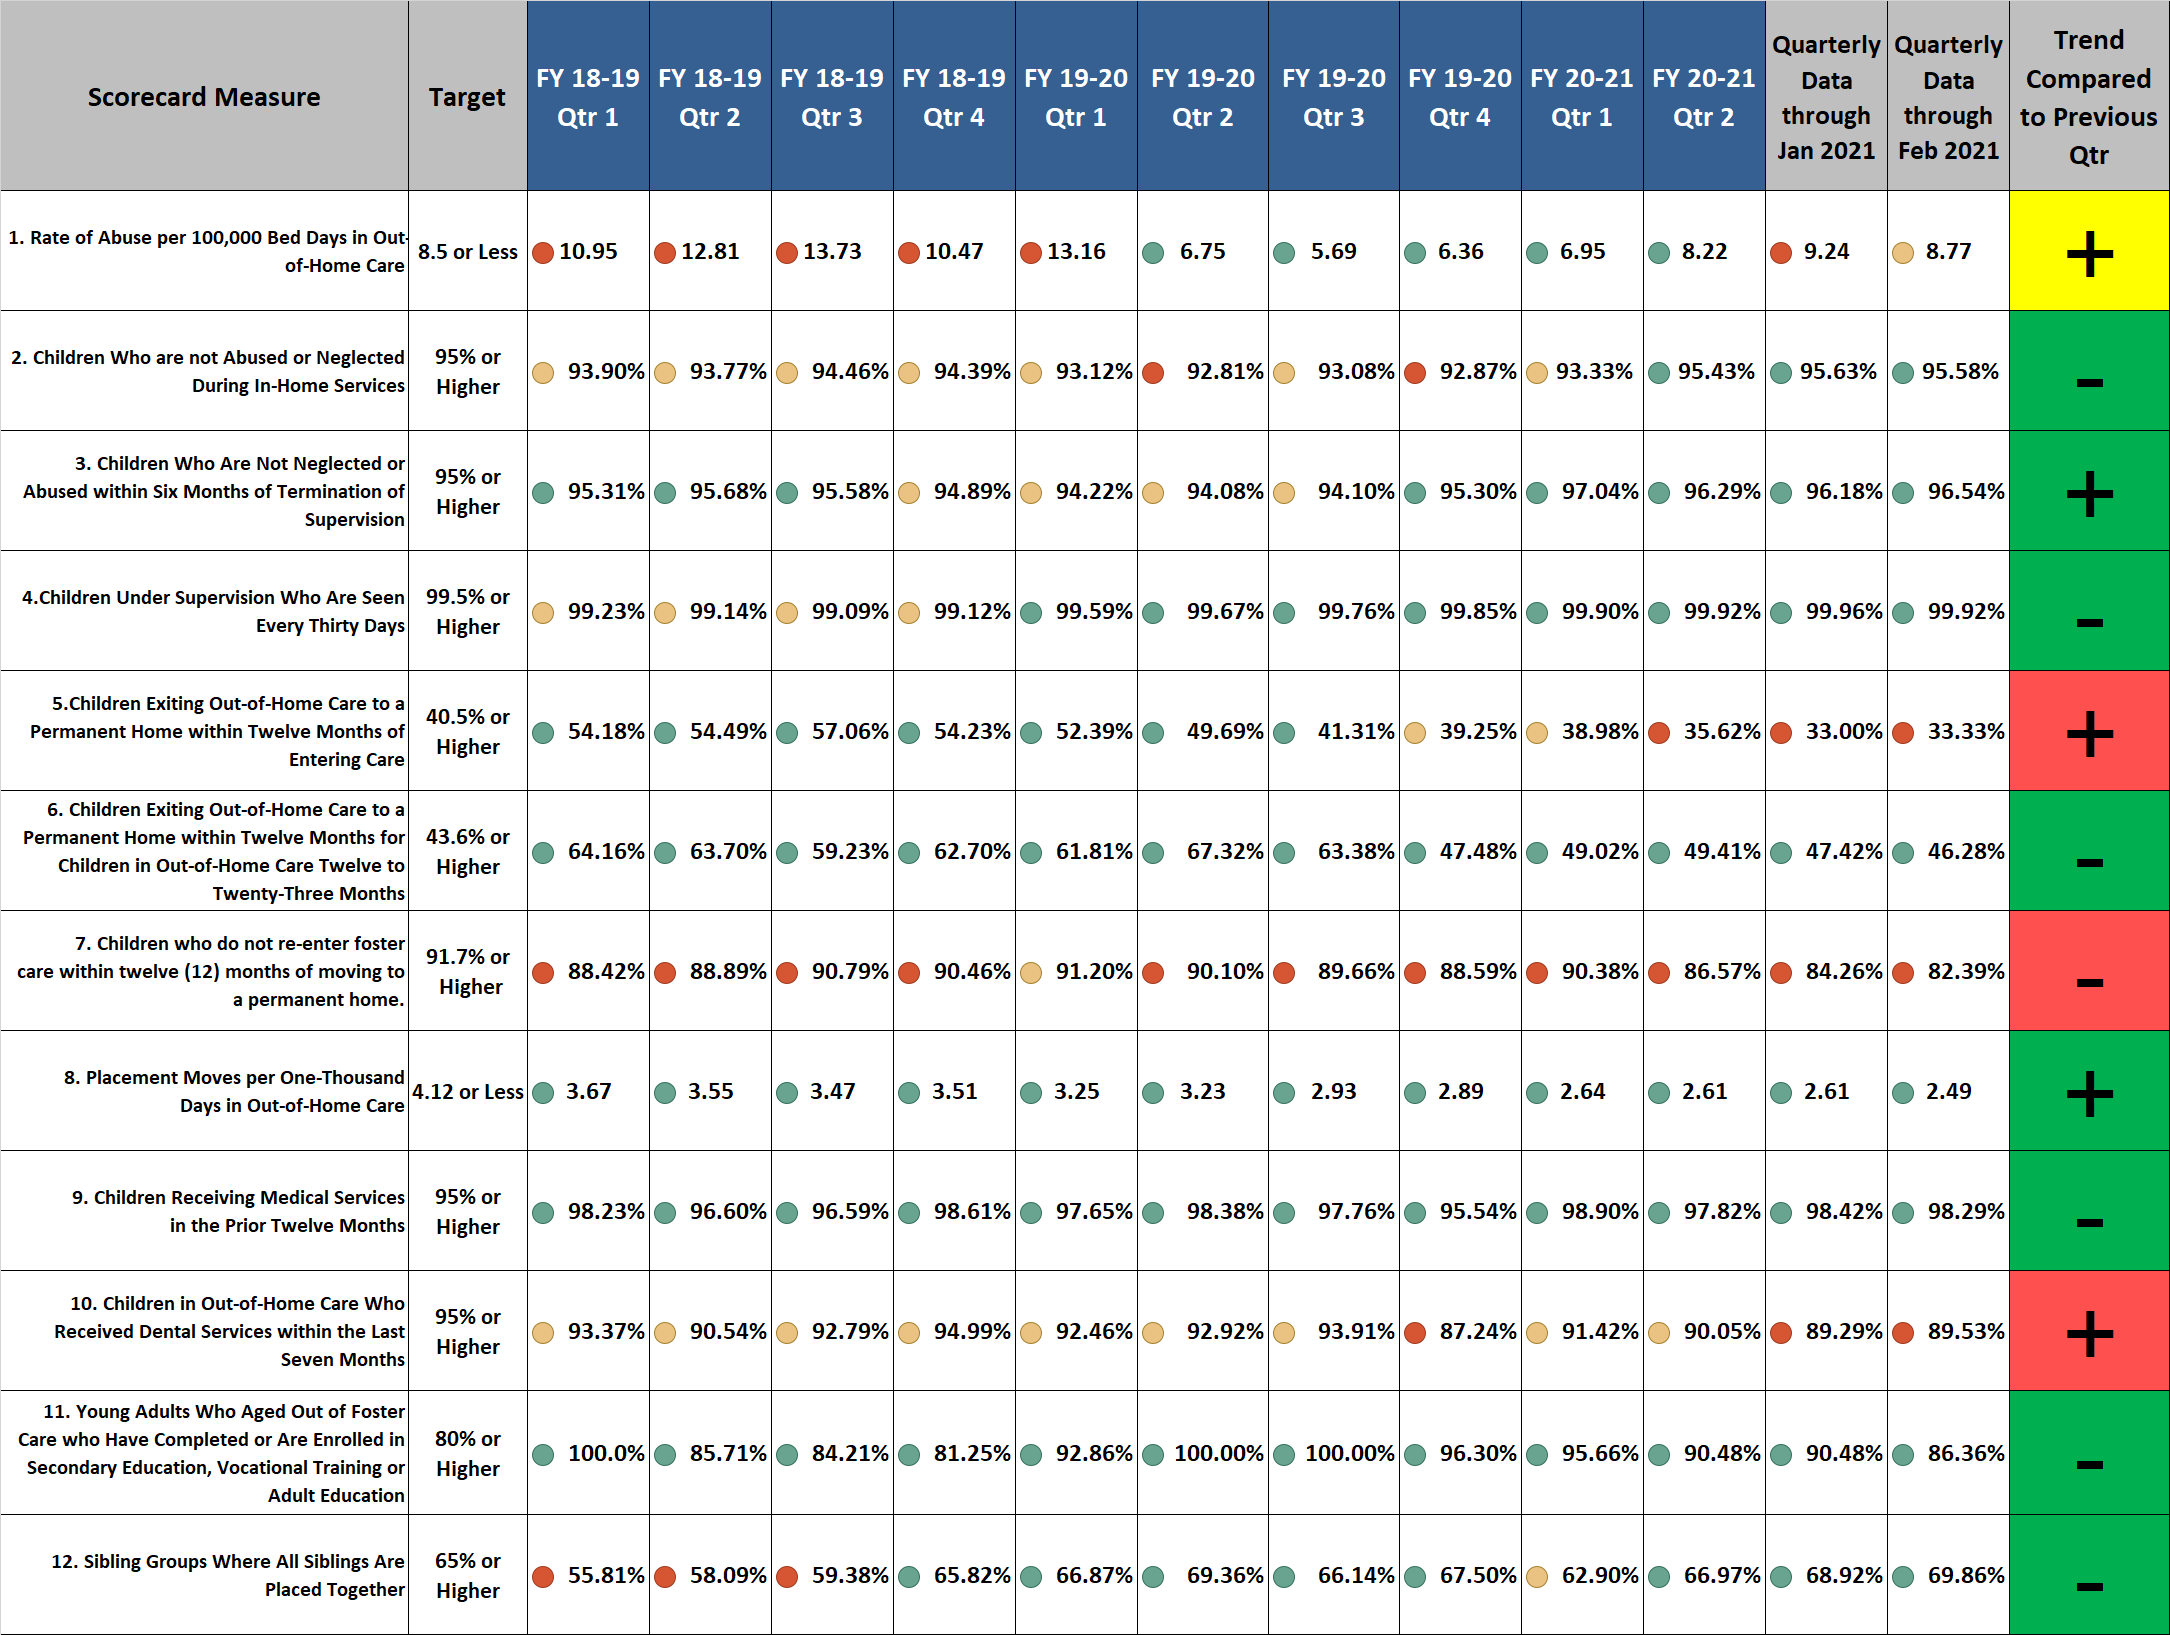 Scorecard Measure
Target
FY 18-19
Qtr 1
FY 18-19
Qtr 2
FY 18-19
Qtr 3
FY 18-19
Qtr 4
FY 19-20
Qtr 1
FY 19-20
Qtr 2
FY 19-20
Qtr 3
FY 19-20
Qtr 4
FY 20-21
Qtr 1
FY 20-21
Qtr 2
Quarterly
Data
through
Jan 2021
Quarterly
Data
through
Feb 2021
Trend
Compared
to Previous
Qtr
1. Rate of Abuse per 100,000 Bed Days in Out-
of-Home Care
8.5 or Less
10.95
12.81
13.73
10.47
13.16
6.75
5.69
6.36
6.95
8.22
9.24
8.77
+
2. Children Who are not Abused or Neglected
During In-Home Services
95% or
Higher
93.90%
93.77%
94.46%
94.39%
93.12%
92.81%
93.08%
92.87%
93.33%
95.43%
95.63%
95.58%
-
3. Children Who Are Not Neglected or
Abused within Six Months of Termination of
Supervision
95% or
Higher
95.31%
95.68%
95.58%
94.89%
94.22%
94.08%
94.10%
95.30%
97.04%
96.29%
96.18%
96.54%
+
4.Children Under Supervision Who Are Seen
Every Thirty Days
99.5% or
Higher
99.23%
99.14%
99.09%
99.12%
99.59%
99.67%
99.76%
99.85%
99.90%
99.92%
99.96%
99.92%
-
5.Children Exiting Out-of-Home Care to a
Permanent Home within Twelve Months of
Entering Care
40.5% or
Higher
54.18%
54.49%
57.06%
54.23%
52.39%
49.69%
41.31%
39.25%
38.98%
35.62%
33.00%
33.33%
+
6. Children Exiting Out-of-Home Care to a
Permanent Home within Twelve Months for
Children in Out-of-Home Care Twelve to
Twenty-Three Months
43.6% or
Higher
64.16%
63.70%
59.23%
62.70%
61.81%
67.32%
63.38%
47.48%
49.02%
49.41%
47.42%
46.28%
-
7. Children who do not re-enter foster
care within twelve (12) months of moving to
a permanent home.
91.7% or
Higher
88.42%
88.89%
90.79%
90.46%
91.20%
90.10%
89.66%
88.59%
90.38%
86.57%
84.26%
82.39%
-
8. Placement Moves per One-Thousand
Days in Out-of-Home Care
4.12 or Less
3.67
3.55
3.47
3.51
3.25
3.23
2.93
2.89
2.64
2.61
2.61
2.49
+
9. Children Receiving Medical Services
in the Prior Twelve Months
95% or
Higher
98.23%
96.60%
96.59%
98.61%
97.65%
98.38%
97.76%
95.54%
98.90%
97.82%
98.42%
98.29%
-
10. Children in Out-of-Home Care Who
Received Dental Services within the Last
Seven Months
95% or
Higher
93.37%
90.54%
92.79%
94.99%
92.46%
92.92%
93.91%
87.24%
91.42%
90.05%
89.29%
89.53%
+
11. Young Adults Who Aged Out of Foster
Care who Have Completed or Are Enrolled in
Secondary Education, Vocational Training or
Adult Education
80% or
Higher
100.0%
85.71%
84.21%
81.25%
92.86%
100.00%
100.00%
96.30%
95.66%
90.48%
90.48%
86.36%
-
12. Sibling Groups Where All Siblings Are
Placed Together
65% or
Higher
55.81%
58.09%
59.38%
65.82%
66.87%
69.36%
66.14%
67.50%
62.90%
66.97%
68.92%
69.86%
-